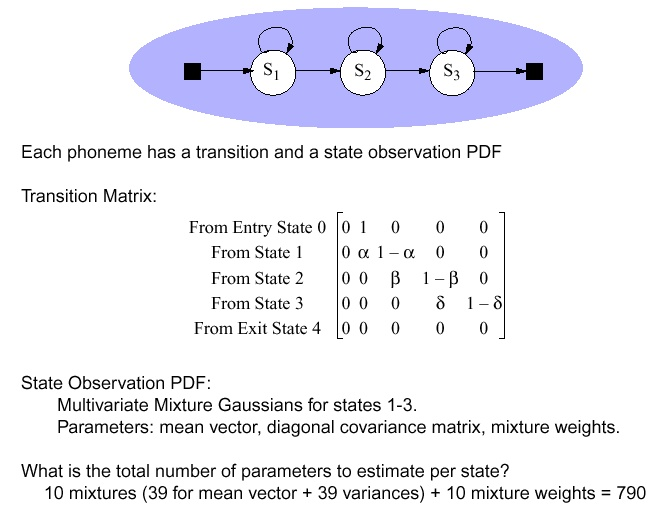 S1 S2 S3
Each phoneme has a transition and a state observation PDF
Transition Matrix:
From Entry State 0 0 1 0 0 0
From State 1 0 α 1 – α 0 0
From State 2 0 0 β 1 – β 0
From State 3 0 0 0 δ 1 – δ
From Exit State 4 0 0 0 0 0
State Observation PDF:
Multivariate Mixture Gaussians for states 1-3.
Parameters: mean vector, diagonal covariance matrix, mixture weights.
What is the total number of parameters to estimate per state?
10 mixtures (39 for mean vector + 39 variances) + 10 mixture weights = 790